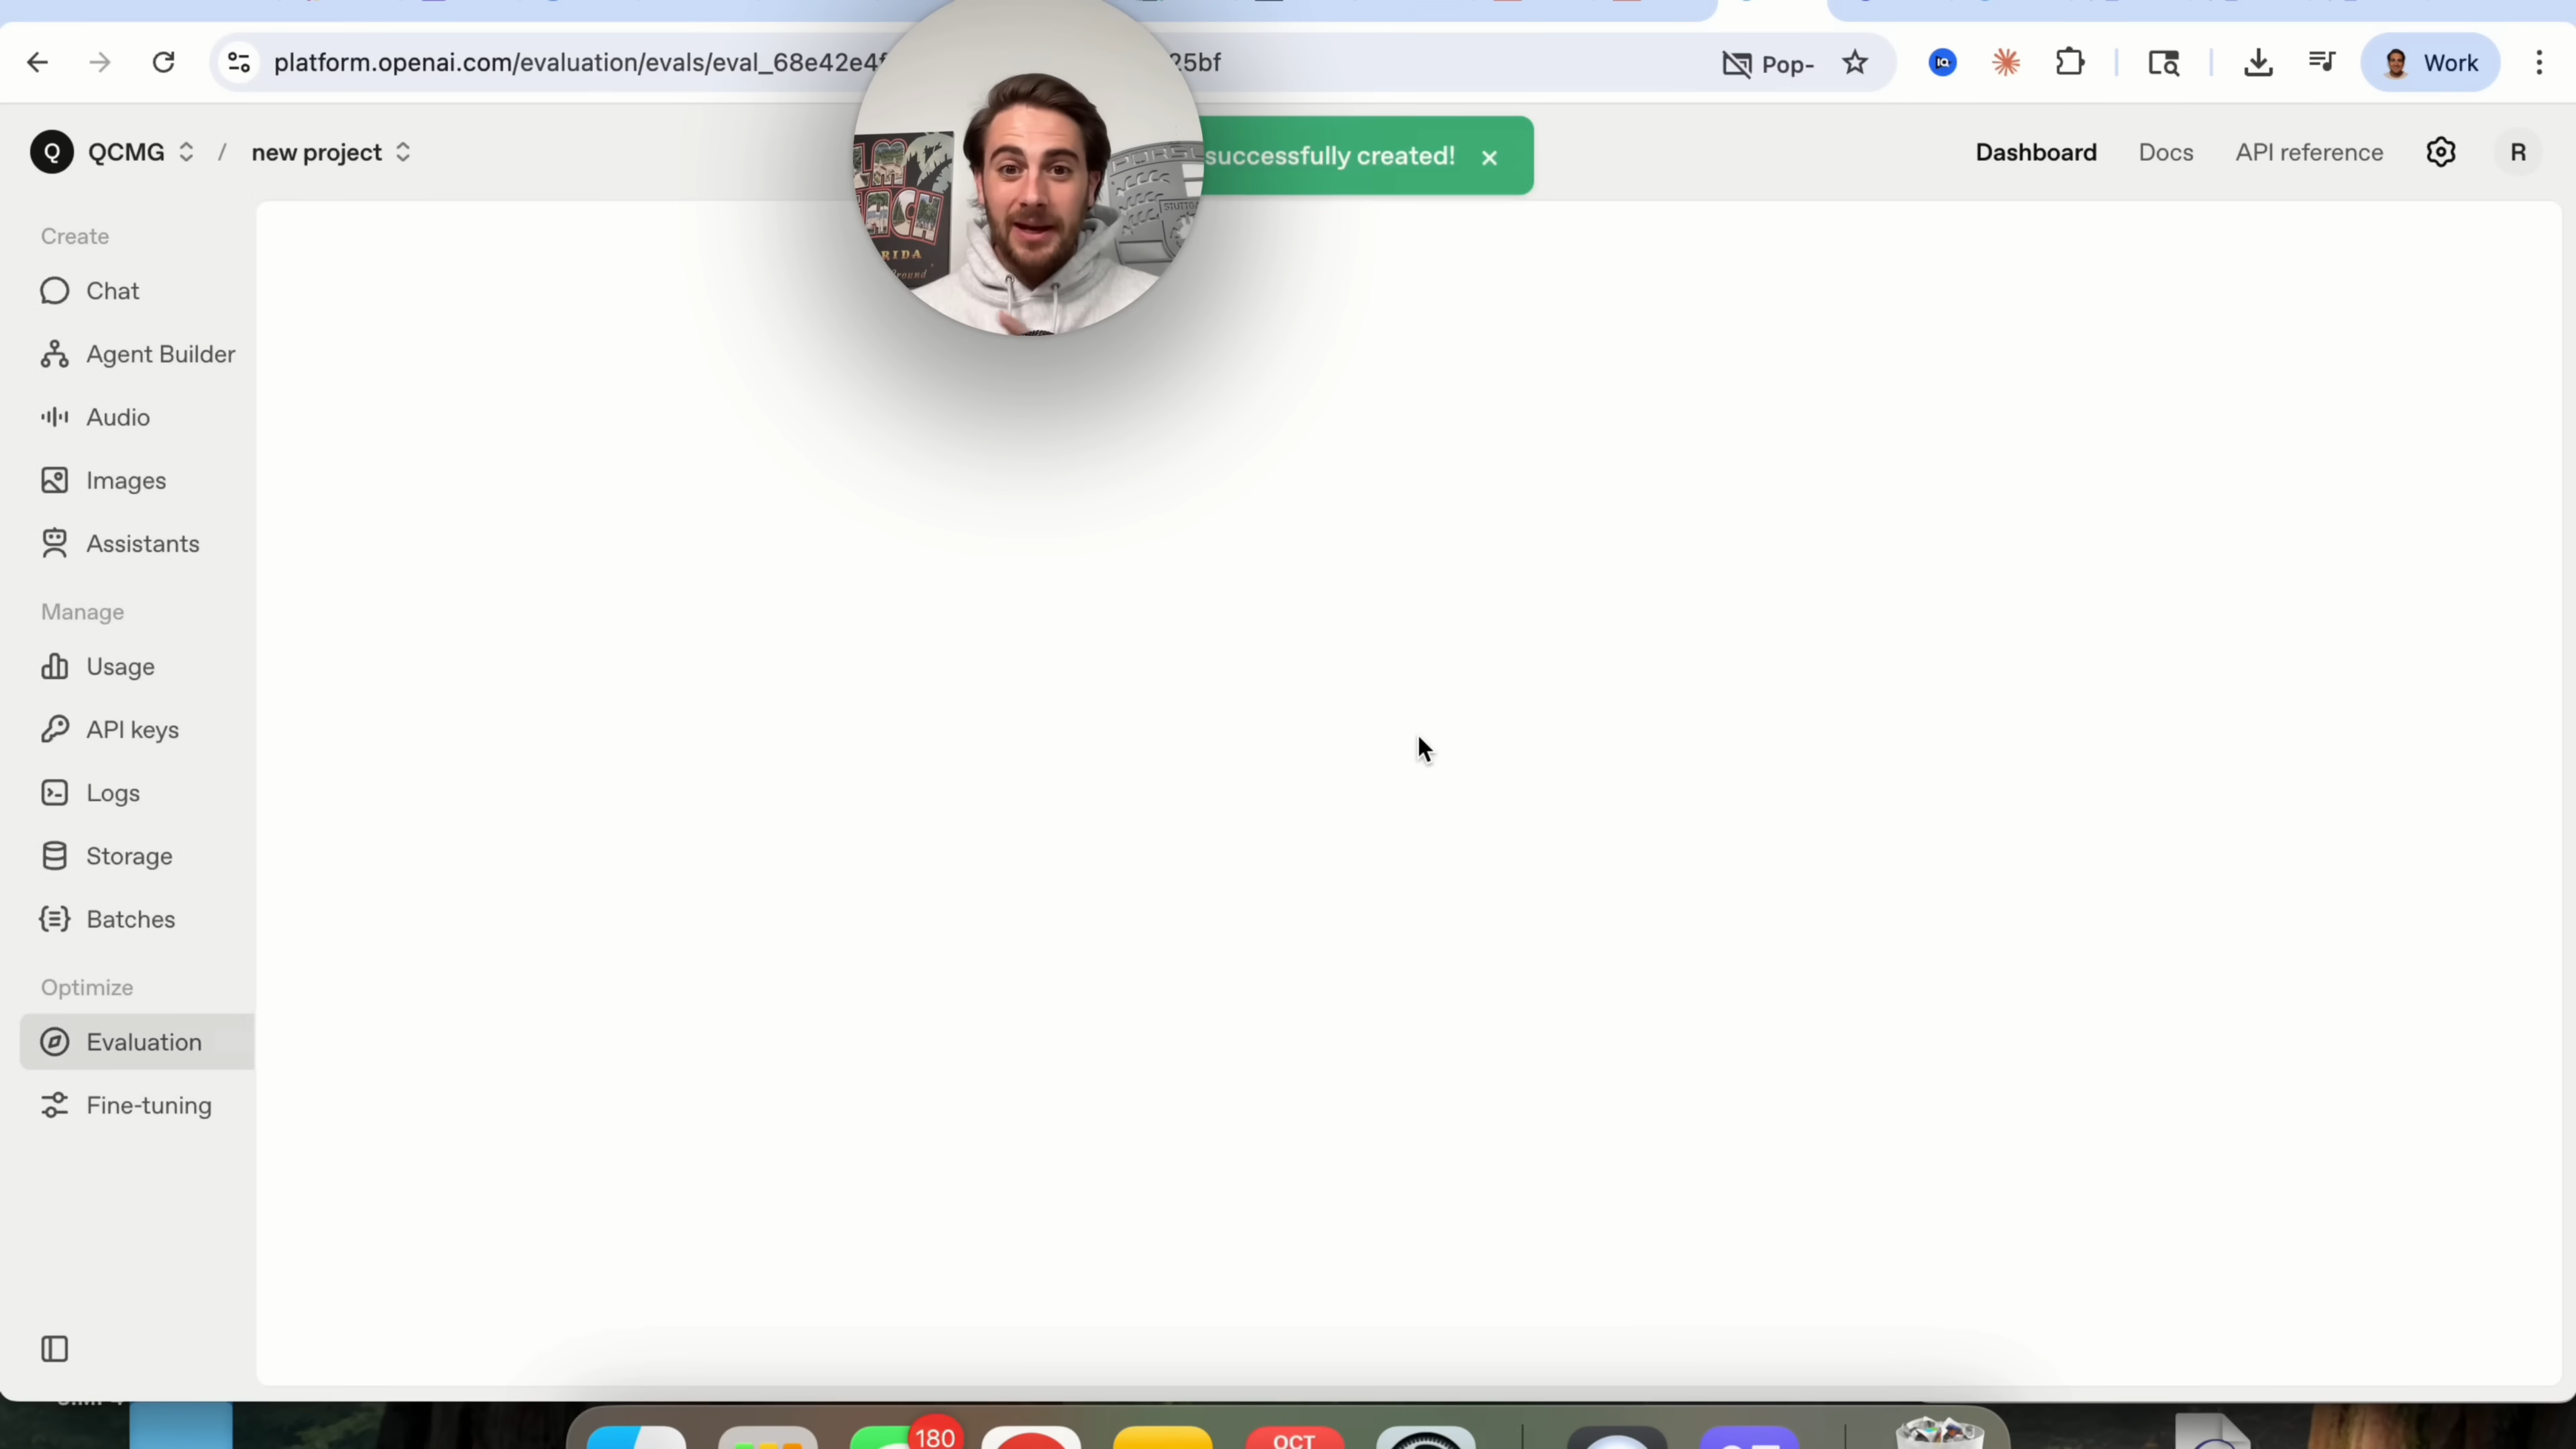 platform.openai.com/evaluation/evals/eval_68e42e4
25bf
Pop-
Work
Q
QCMG
/
new project
successfully created!
Dashboard
Docs
API reference
R
RIDA
STUTTG
Create
Chat
Agent Builder
Audio
Images
Assistants
Manage
Usage
API keys
Logs
Storage
Batches
Optimize
Evaluation
Fine-tuning
180
OCT